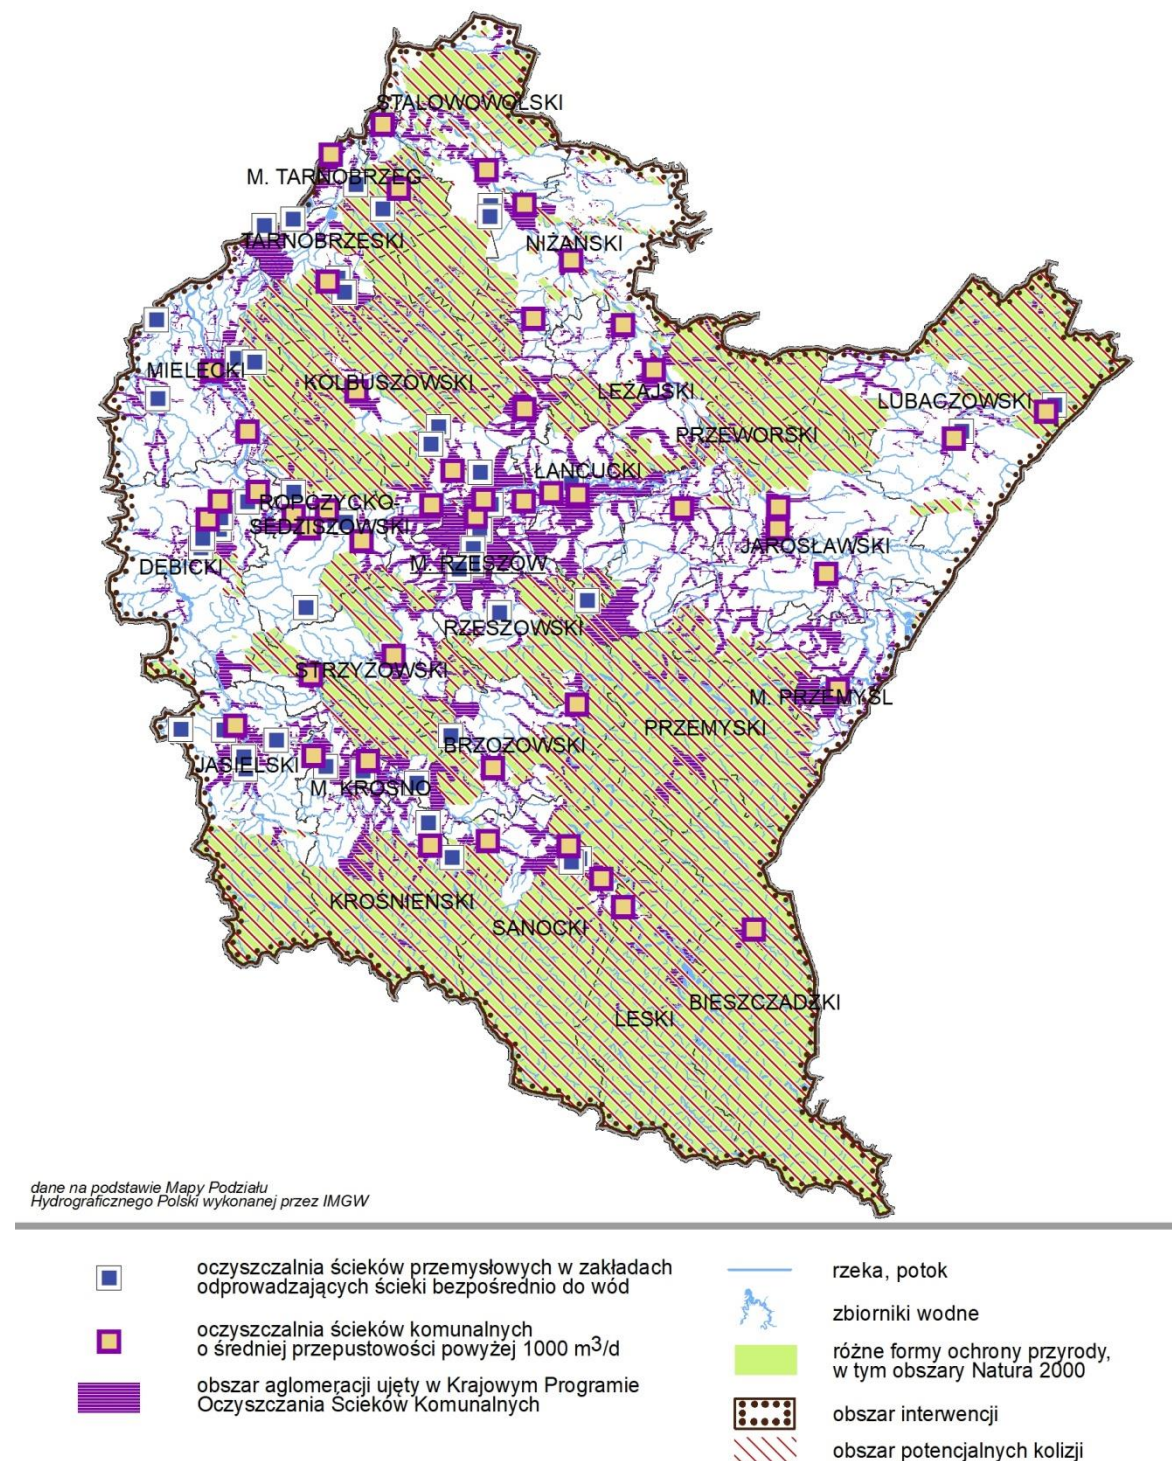 STALOWOWOLSKI
M. TARNOBRZEG
TARNOBRZESKI
NIŻAŃSKI
MIELECKI
KOLBUSZOWSKI
LEŻAJSKI
LUBACZOWSKI
PRZEWORSKI
ŁAŃCUCKI
ROPCZYCKO-
SĘDZISZOWSKI
JAROSŁAWSKI
DĘBICKI
M. RZESZÓW
RZESZOWSKI
STRZYŻOWSKI
M. PRZEMYŚL
PRZEMYSKI
BRZOZOWSKI
JASIELSKI
M. KROSNO
KROŚNIEŃSKI
SANOCKI
BIESZCZADZKI
LESKI
dane na podstawie Mapy Podziału
Hydrograficznego Polski wykonanej przez IMGW
oczyszczalnia ścieków przemysłowych w zakładach
odprowadzających ścieki bezpośrednio do wód
oczyszczalnia ścieków komunalnych
o średniej przepustowości powyżej 1000 m³/d
obszar aglomeracji ujęty w Krajowym Programie
Oczyszczania Ścieków Komunalnych
rzeka, potok
zbiorniki wodne
różne formy ochrony przyrody,
w tym obszary Natura 2000
obszar interwencji
obszar potencjalnych kolizji